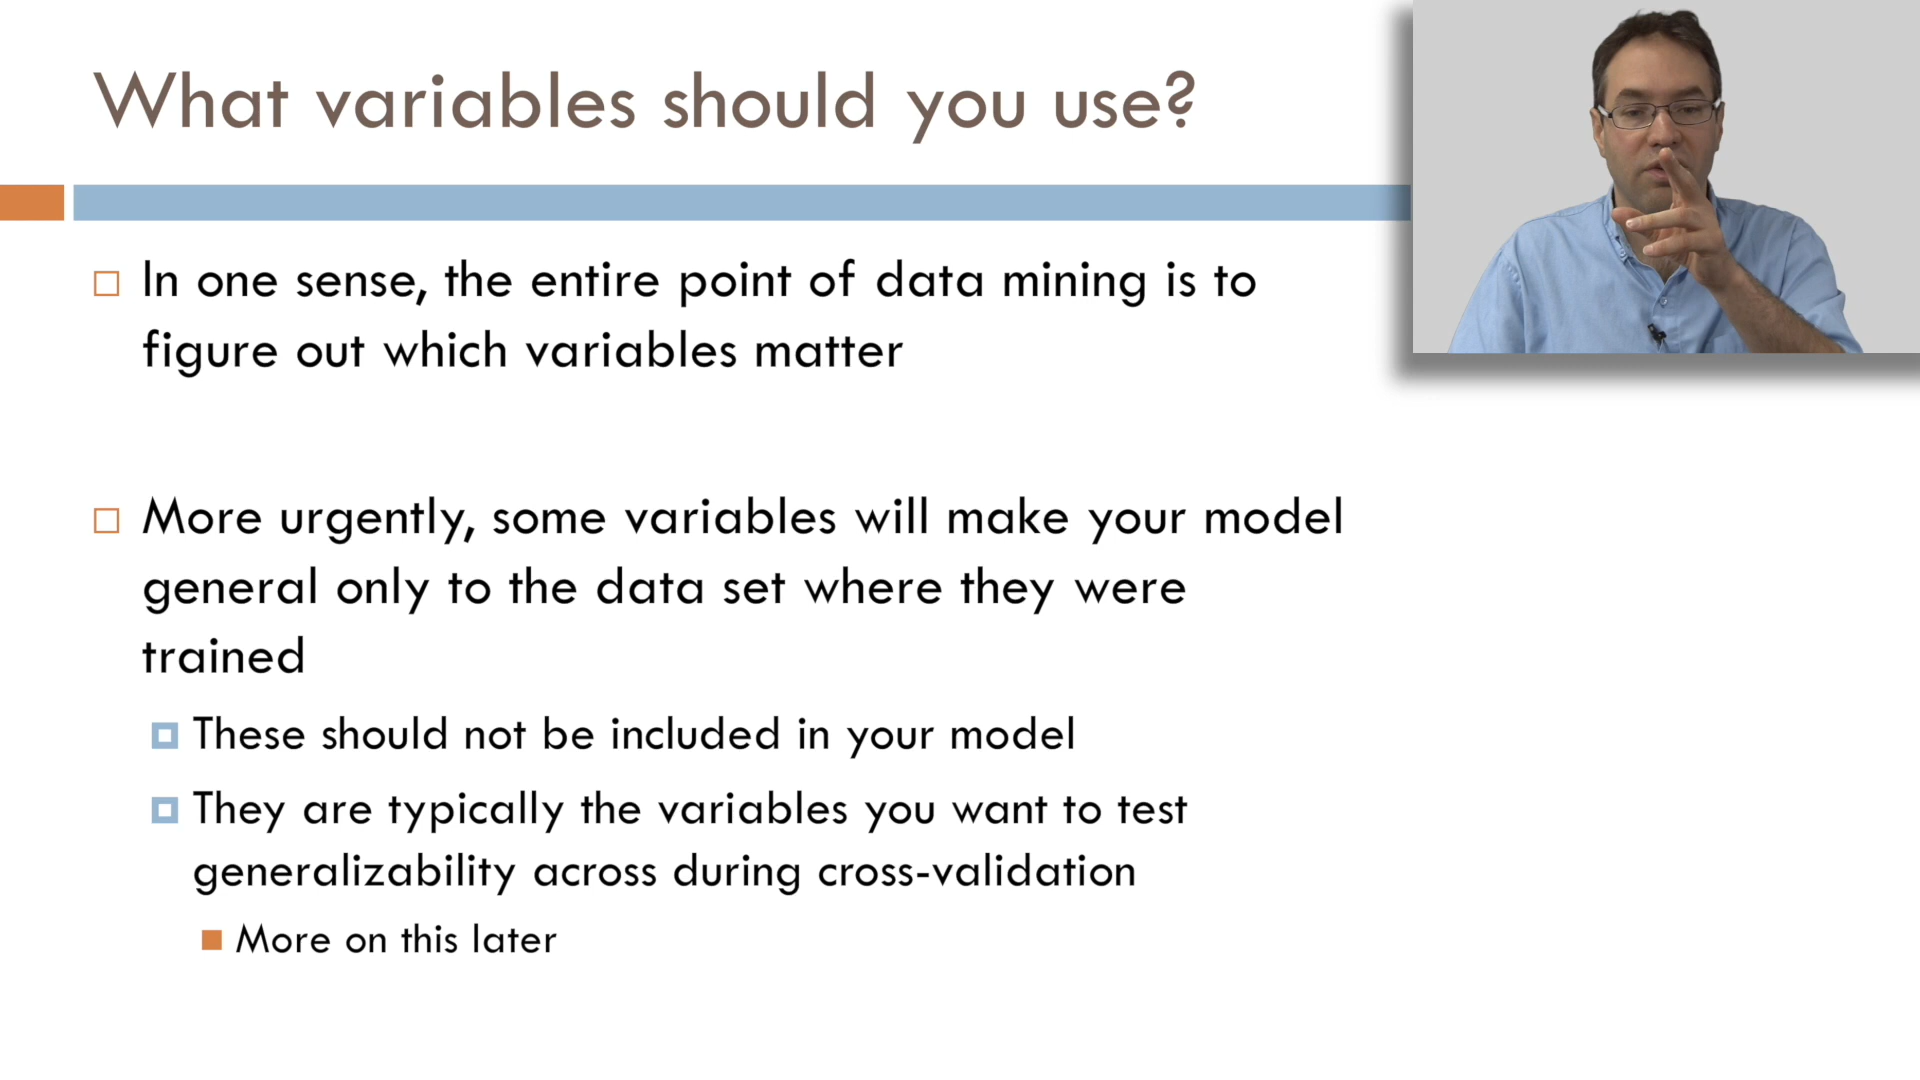 What variables should you use?
In one sense, the entire point of data mining is to
figure out which variables matter
More urgently, some variables will make your model
general only to the data set where they were
trained
These should not be included in your model
They are typically the variables you want to test
generalizability across during cross-validation
More on this later